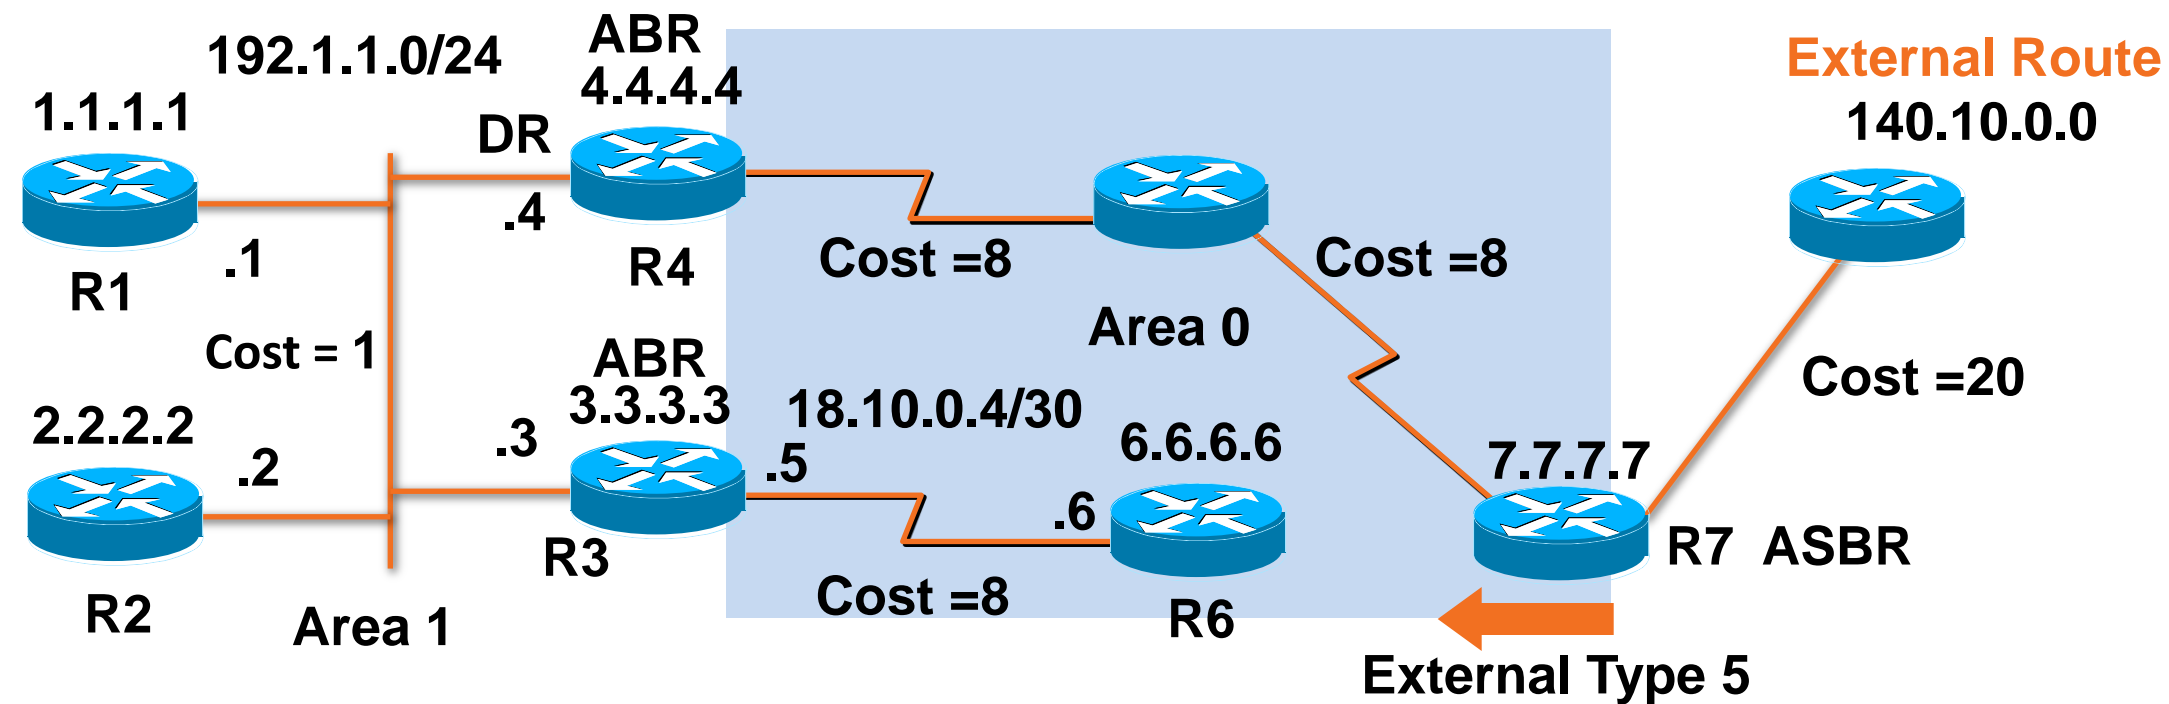 192.1.1.0/24
ABR
4.4.4.4
External Route
140.10.0.0
1.1.1.1
DR
.4
.1
R1
R4
Cost =8
Cost =8
Area 0
Cost = 1
ABR
3.3.3.3
18.10.0.4/30
Cost =20
2.2.2.2
.2
.3
.5
6.6.6.6
7.7.7.7
.6
R3
R7 ASBR
R2
Area 1
Cost =8
R6
External Type 5